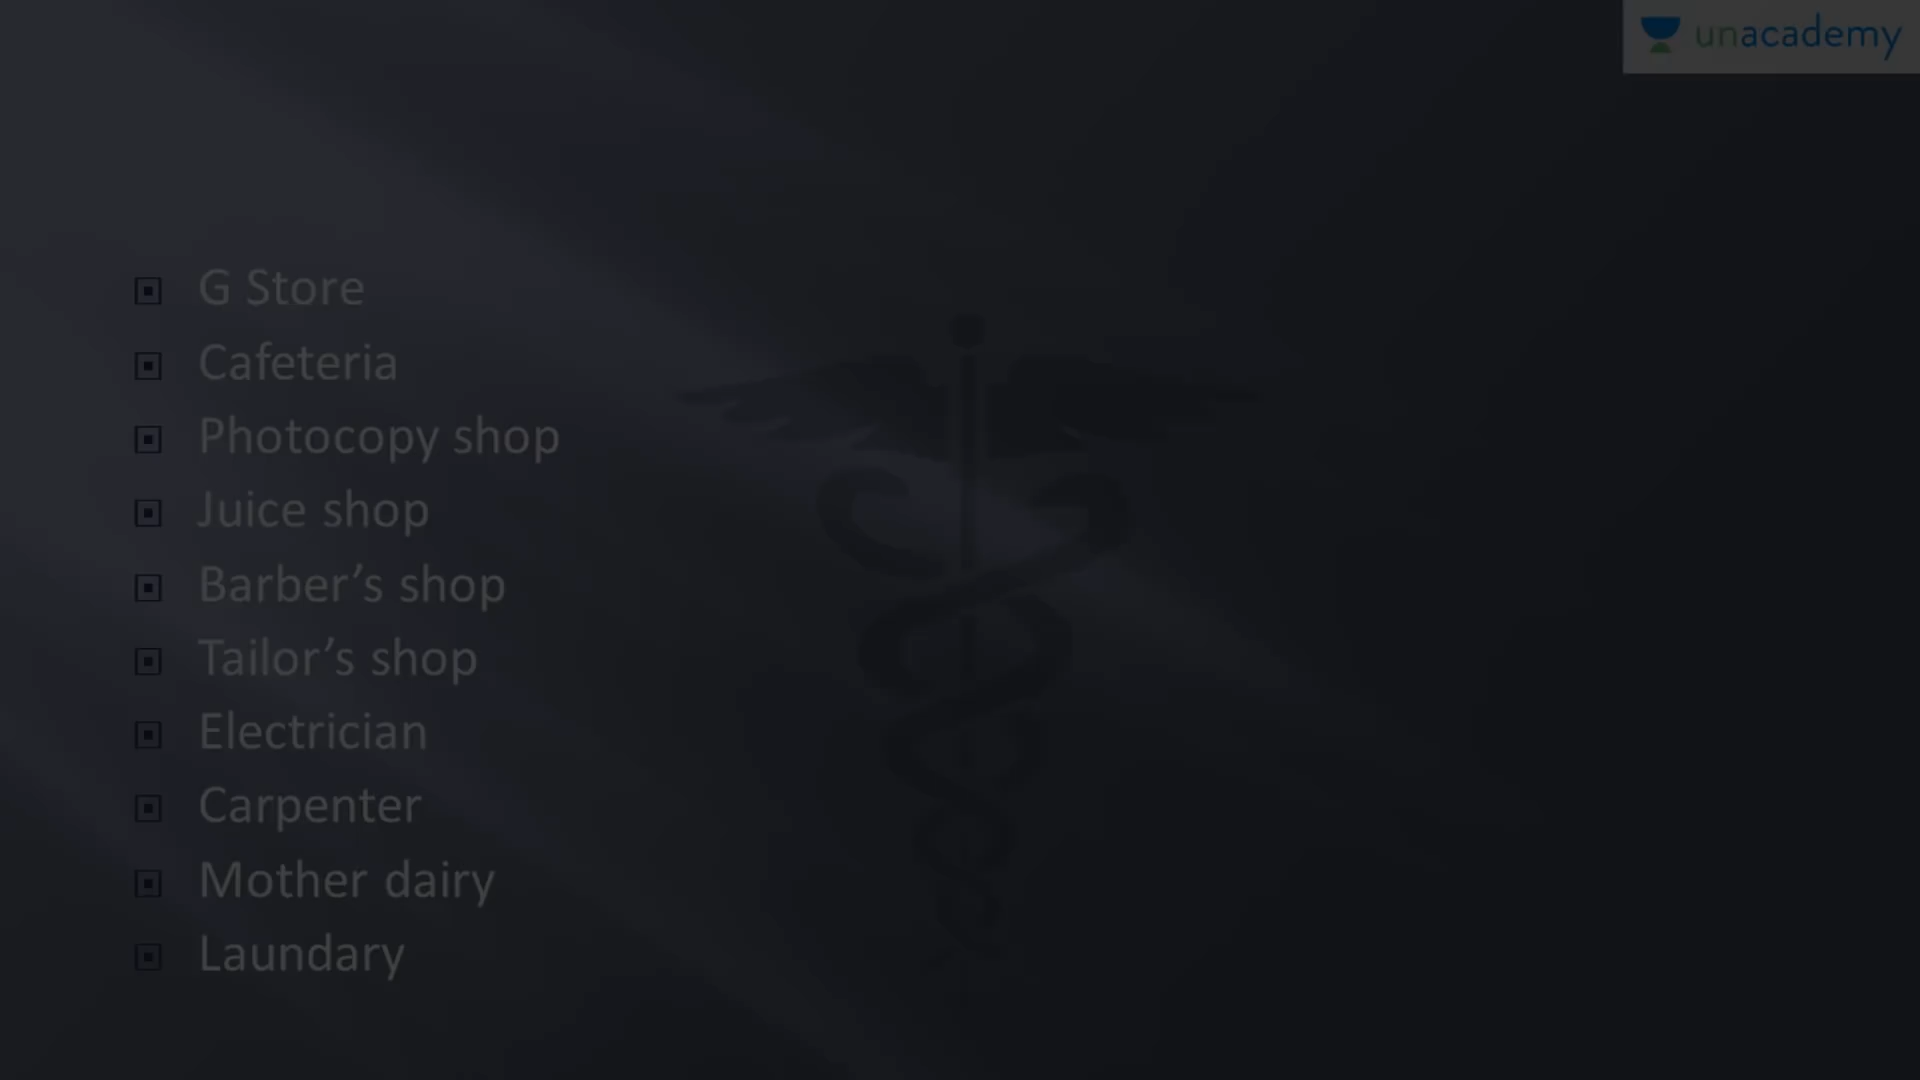 unacademy
G Store
Cafeteria
Photocopy shop
Juice shop
Barber’s shop
Tailor’s shop
Electrician
Carpenter
Mother dairy
Laundary